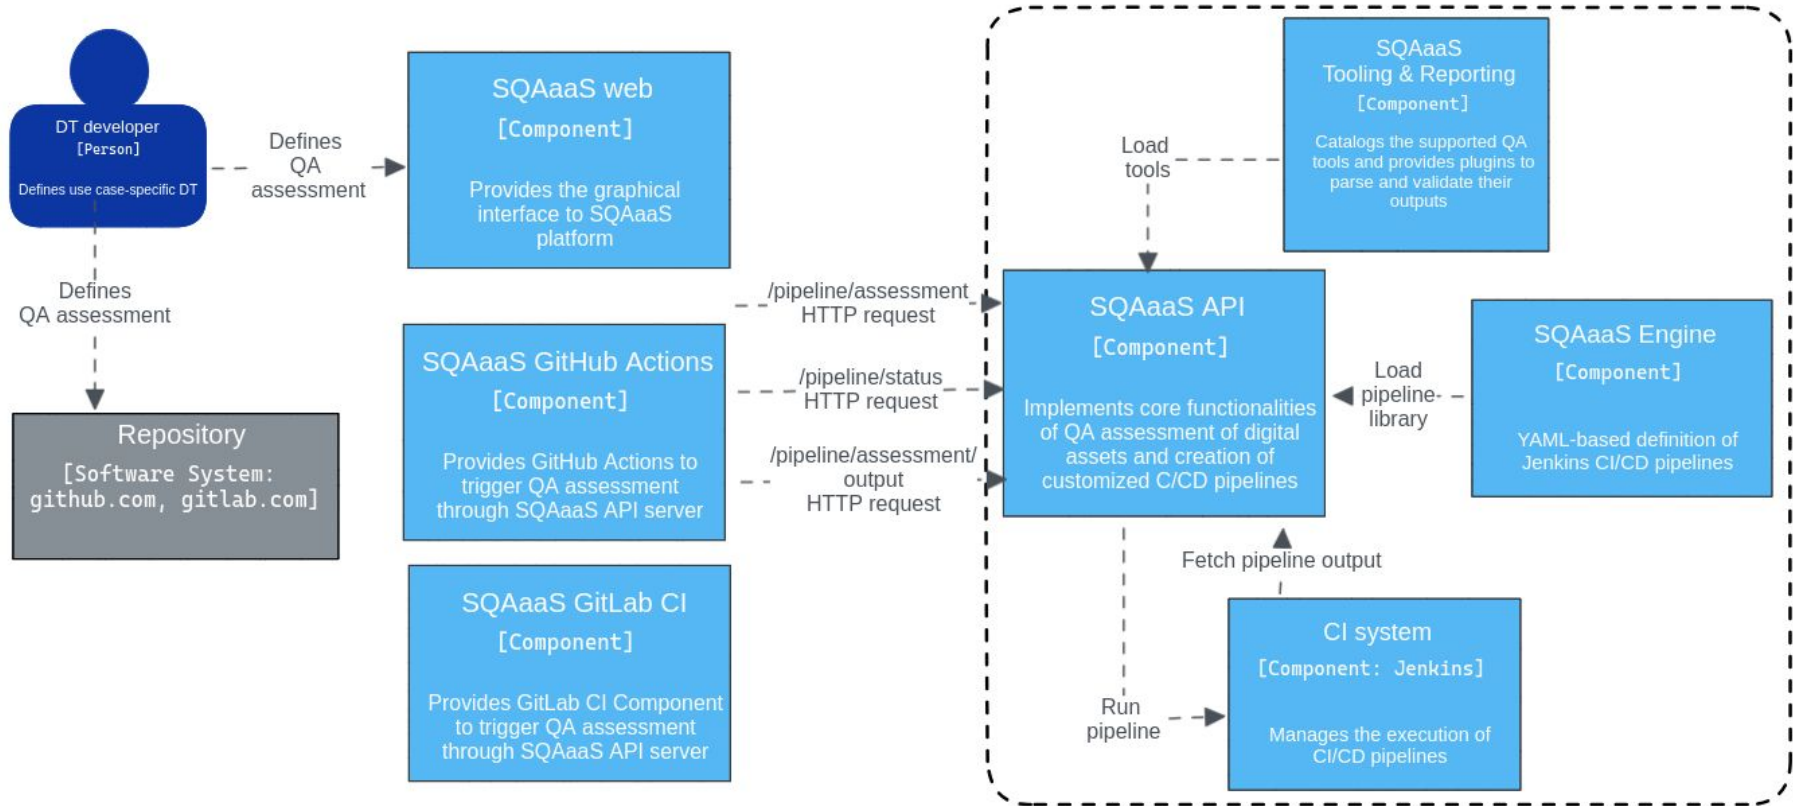 DT developer
[Person]
Defines use case-specific DT
Defines
QA
assessment
Defines
QA assessment
Repository
[Software System:
github.com, gitlab.com]
SQAaaS web
[Component]
Provides the graphical
interface to SQAaaS
platform
SQAaaS GitHub Actions
[Component]
Provides GitHub Actions to
trigger QA assessment
through SQAaaS API server
SQAaaS GitLab CI
[Component]
Provides GitLab CI Component
to trigger QA assessment
through SQAaaS API server
/pipeline/assessment
HTTP request
/pipeline/status
HTTP request
/pipeline/assessment/
output
HTTP request
SQAaaS
Tooling & Reporting
[Component]
Catalogs the supported QA
tools and provides plugins to
parse and validate their
outputs
Load
tools
SQAaaS API
[Component]
Implements core functionalities
of QA assessment of digital
assets and creation of
customized C/CD pipelines
Load
pipeline
library
SQAaaS Engine
[Component]
YAML-based definition of
Jenkins CI/CD pipelines
Fetch pipeline output
Run
pipeline
CI system
[Component: Jenkins]
Manages the execution of
CI/CD pipelines